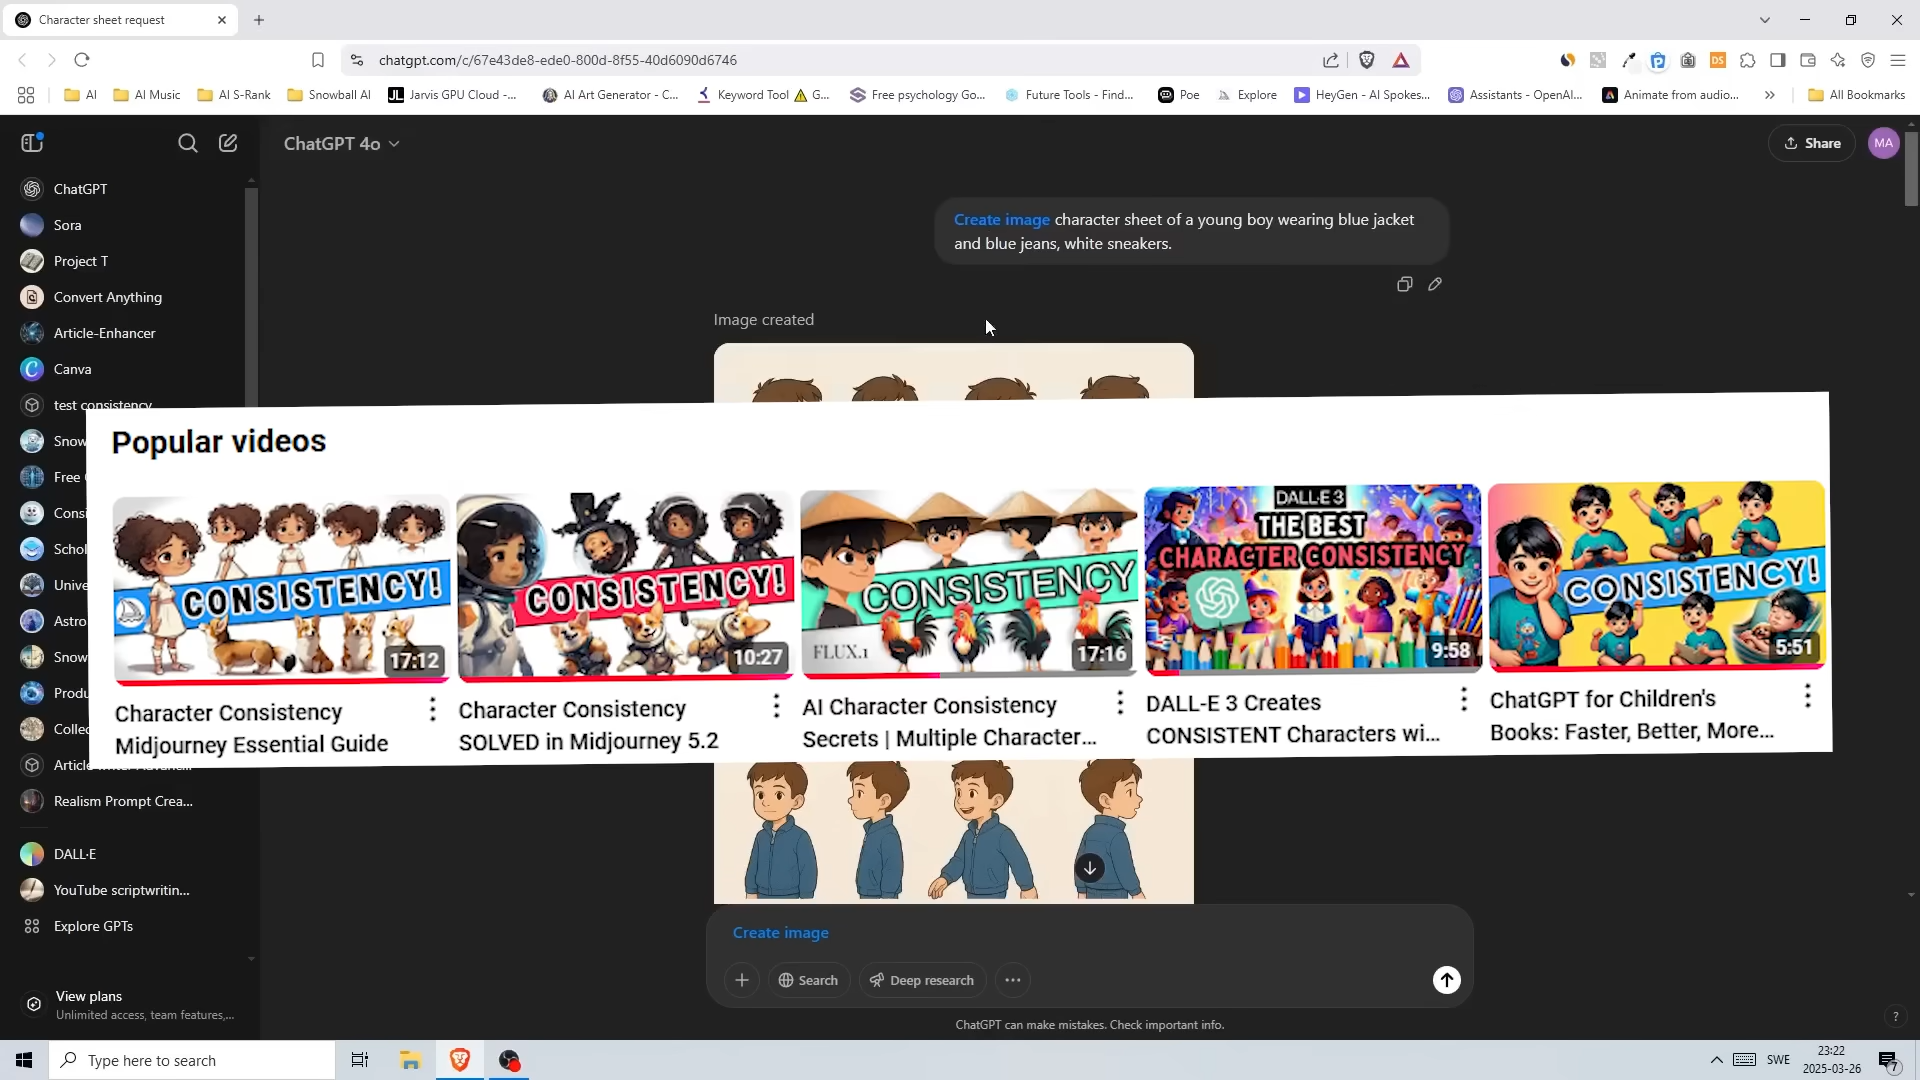 Character sheet request
chatgpt.com/c/67e43de8-ede0-800d-8f55-40d6090d6746
AI
AI Music
AI S-Rank
Snowball AI
Jarvis GPU Cloud -...
AI Art Generator - C...
Keyword Tool ⚠ G...
Free psychology Go...
Future Tools - Find...
Poe
Explore
HeyGen - AI Spokes...
Assistants - OpenAI...
Animate from audio...
All Bookmarks
ChatGPT 4o
Share
MA
ChatGPT
Sora
Project T
Convert Anything
Article-Enhancer
Canva
test consistency
Snow
Free
Consi
Schol
Unive
Astro
Snow
Produ
Collec
Realism Prompt Crea...
DALL·E
YouTube scriptwritin...
Explore GPTs
View plans
Unlimited access, team features,...
Create image character sheet of a young boy wearing blue jacket
and blue jeans, white sneakers.
Image created
Popular videos
CONSISTENCY!
17:12
CONSISTENCY!
10:27
CONSISTENCY
FLUX.1
17:16
DALL·E 3
THE BEST
CHARACTER CONSISTENCY
9:58
CONSISTENCY!
5:51
Character Consistency
Midjourney Essential Guide
Character Consistency
SOLVED in Midjourney 5.2
AI Character Consistency
Secrets | Multiple Character...
DALL-E 3 Creates
CONSISTENT Characters wi...
ChatGPT for Children's
Books: Faster, Better, More...
Create image
Search
Deep research
ChatGPT can make mistakes. Check important info.
?
Type here to search
SWE
23:22
2025-03-26
7